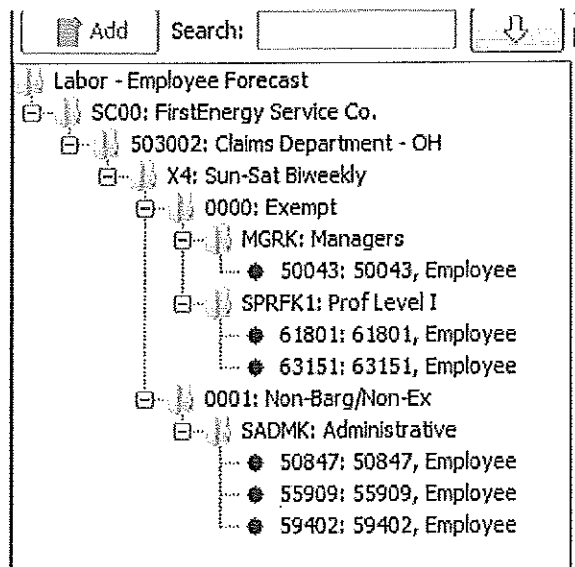 Add Search:
Labor - Employee Forecast
SC00: FirstEnergy Service Co.
503002: Claims Department - OH
X4: Sun-Sat Biweekly
0000: Exempt
MGRK: Managers
50043: 50043, Employee
SPRFK1: Prof Level I
61801: 61801, Employee
63151: 63151, Employee
0001: Non-Barg/Non-Ex
SADMK: Administrative
50847: 50847, Employee
55909: 55909, Employee
59402: 59402, Employee